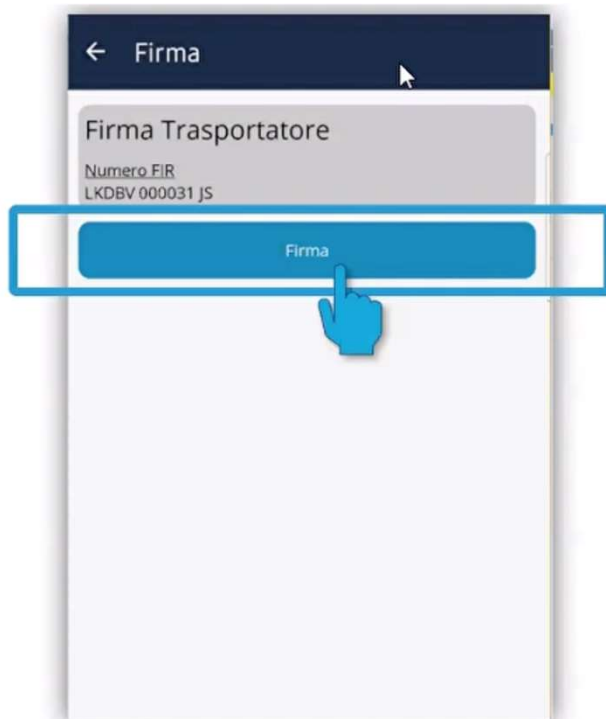 Firma
Firma Trasportatore
Numero FIR
LKDBV 000031 JS
Firma